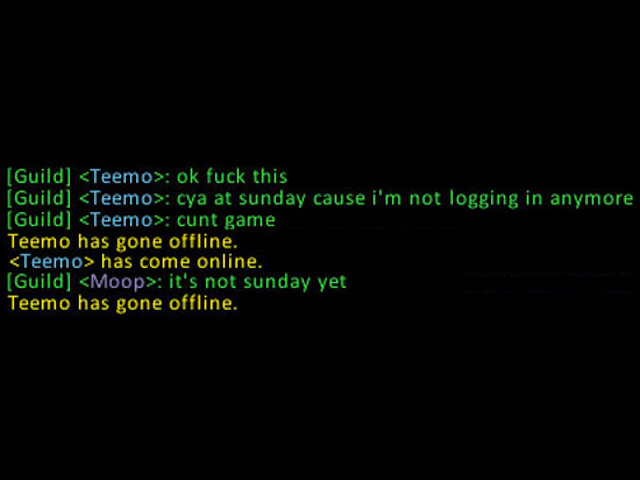 [Guild] <Teemo>: ok fuck this
[Guild] <Teemo>: cya at sunday cause i'm not logging in anymore
[Guild] <Teemo>: cunt game
Teemo has gone offline.
<Teemo> has come online.
[Guild] <Moop>: it's not sunday yet
Teemo has gone offline.